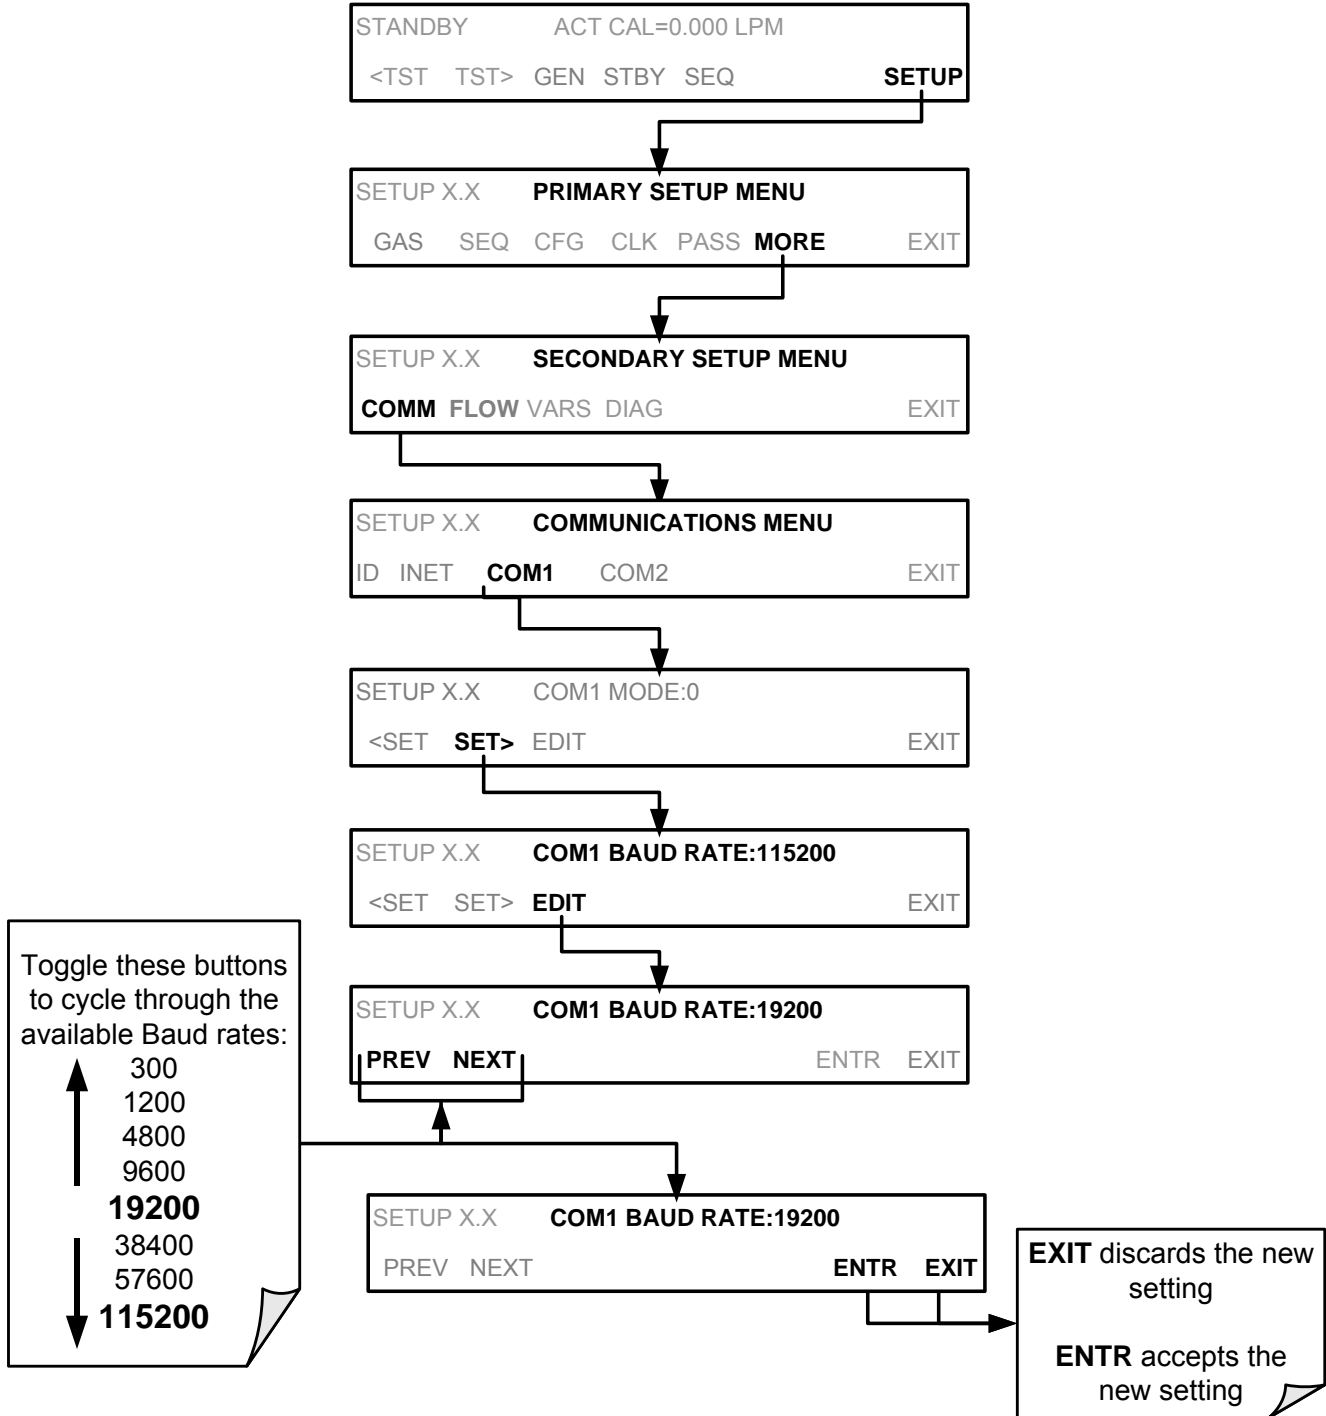 STANDBY ACT CAL=0.000 LPM
<TST TST> GEN STBY SEQ SETUP
SETUP X.X PRIMARY SETUP MENU
GAS SEQ CFG CLK PASS MORE EXIT
SETUP X.X SECONDARY SETUP MENU
COMM FLOW VARS DIAG EXIT
SETUP X.X COMMUNICATIONS MENU
ID INET COM1 COM2 EXIT
SETUP X.X COM1 MODE:0
<SET SET> EDIT EXIT
SETUP X.X COM1 BAUD RATE:115200
<SET SET> EDIT EXIT
SETUP X.X COM1 BAUD RATE:19200
PREV NEXT ENTR EXIT
Toggle these buttons
to cycle through the
available Baud rates:
300
1200
4800
9600
19200
38400
57600
115200
SETUP X.X COM1 BAUD RATE:19200
PREV NEXT ENTR EXIT
EXIT discards the new
setting
ENTR accepts the
new setting